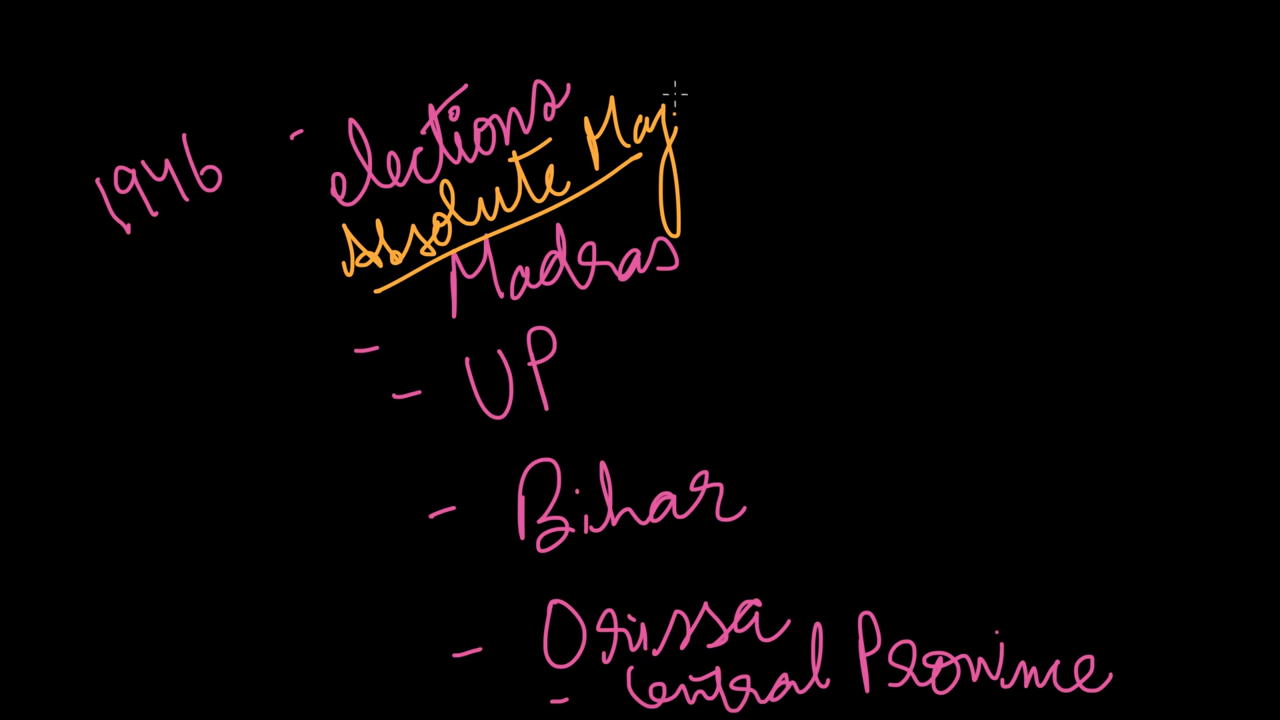 1946 - elections
Absolute Maj.
- Madras
- UP
- Bihar
- Orissa
- Central Province